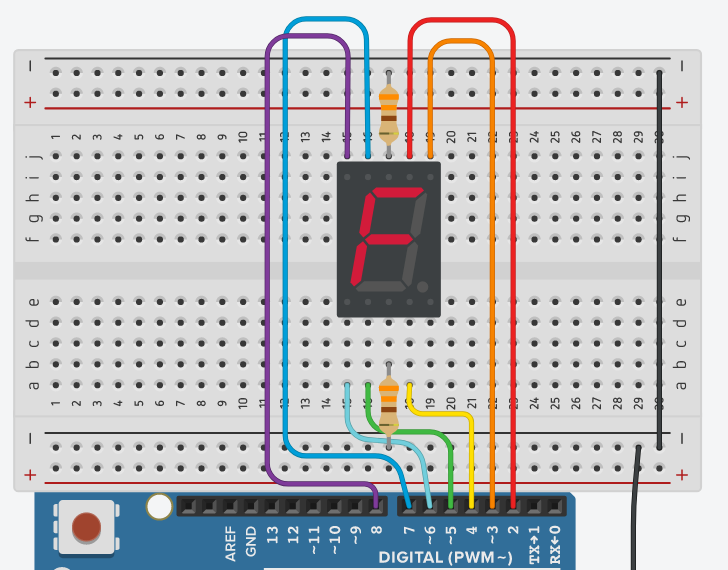 − −
+ +
1 2 3 4 5 6 7 8 9 10 11 12 13 14 15 16 18 19 20 21 22 23 24 25 26 27 28 29 30
j j
i i
h h
g g
f f
F
e e
d d
c c
b b
a a
1 2 3 4 5 6 7 8 9 10 11 12 13 14 15 16 18 19 20 21 22 23 24 25 26 27 28 29 30
− −
+ +
AREF GND 13 12 ~11 ~10 ~9 8 7 ~6 ~5 4 ~3 2 TX→1 RX←0
DIGITAL (PWM~)